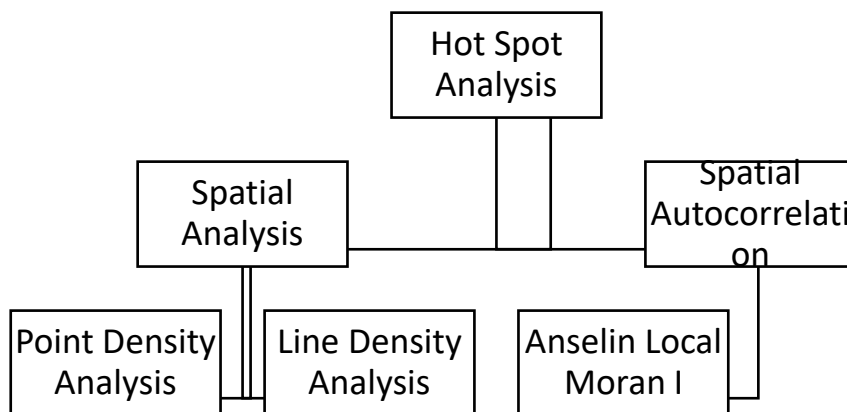 Hot Spot
Analysis
Spatial
Analysis
Spatial
Autocorrelati
on
Point Density
Analysis
Line Density
Analysis
Anselin Local
Moran I